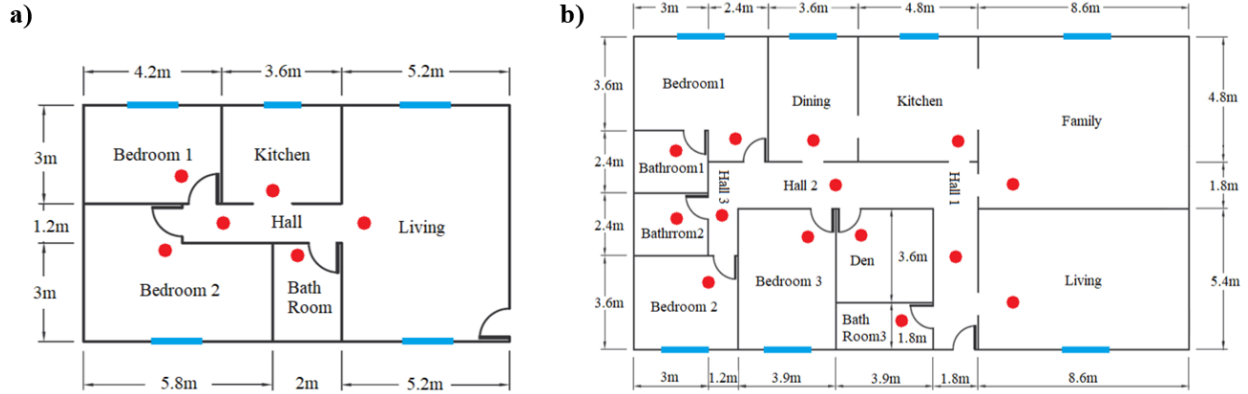 a)
4.2m
3.6m
5.2m
3m
1.2m
3m
Bedroom 1
Kitchen
Hall
Living
Bedroom 2
Bath
Room
5.8m
2m
5.2m
b)
3m
2.4m
3.6m
4.8m
8.6m
3.6m
2.4m
2.4m
3.6m
Bedroom1
Dining
Kitchen
Family
Bathroom1
Hall 3
Hall 2
Hall 1
Bathrrom2
Den
3.6m
Bedroom 2
Bedroom 3
Living
Bath
Room3
1.8m
4.8m
1.8m
5.4m
3m
1.2m
3.9m
3.9m
1.8m
8.6m